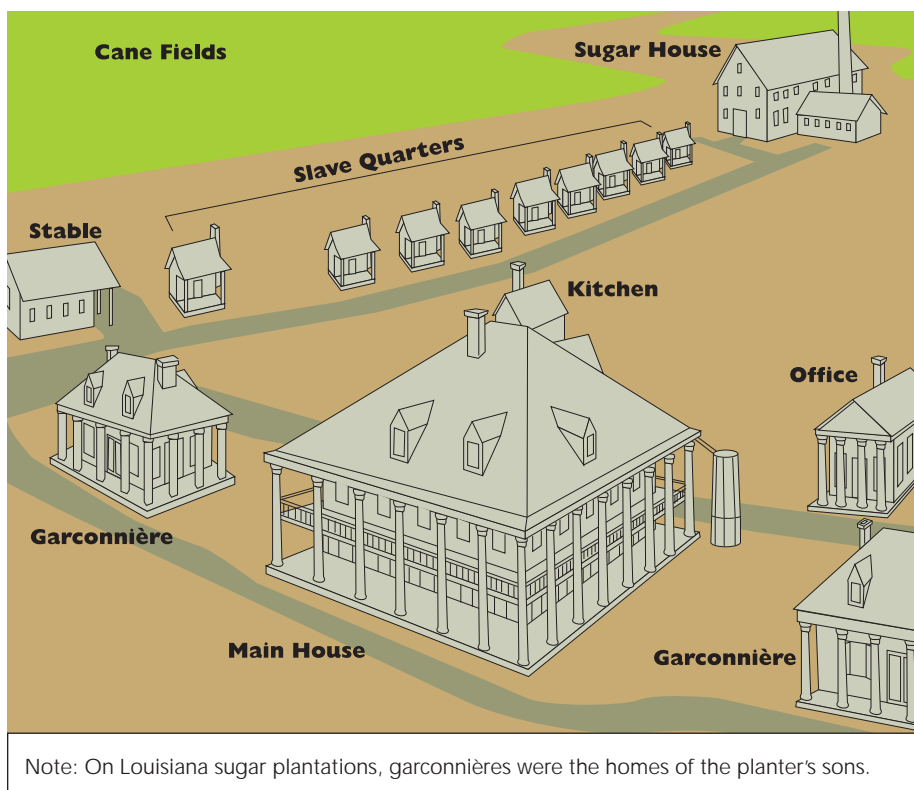 Cane Fields
Sugar House
Slave Quarters
Stable
Kitchen
Office
Garconnière
Main House
Garconnière
Note: On Louisiana sugar plantations, garconnières were the homes of the planter's sons.